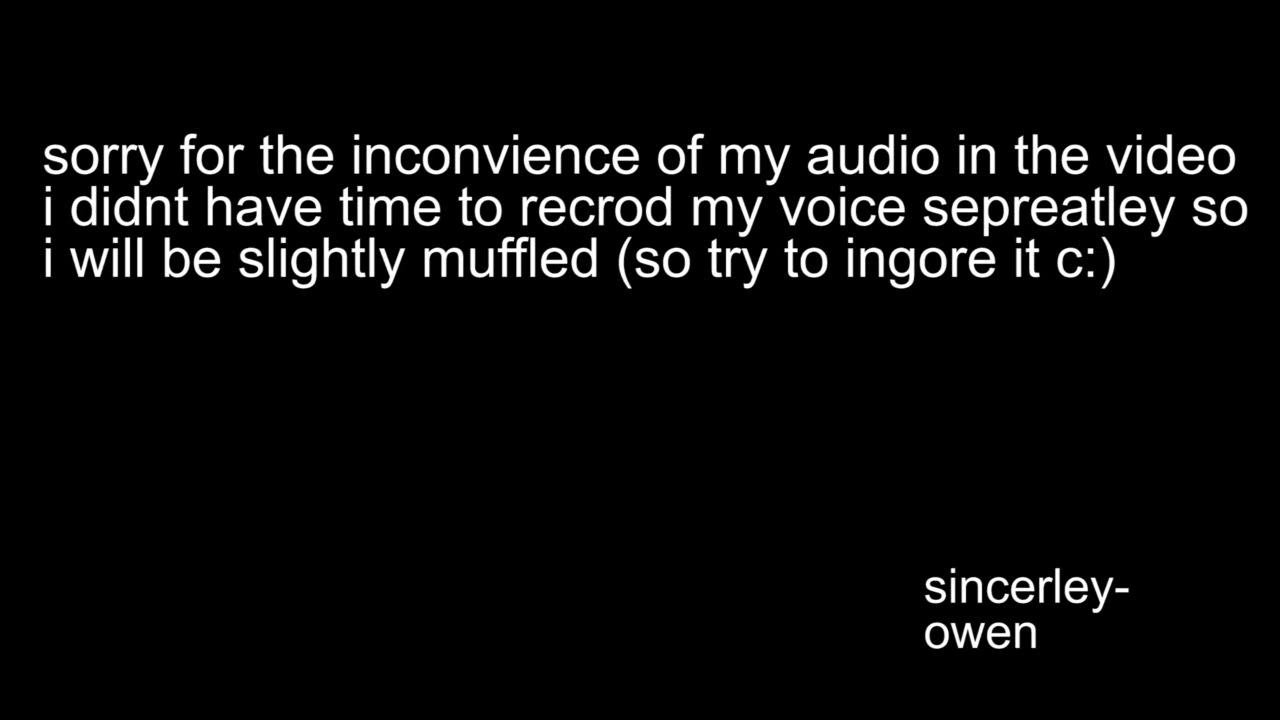 sorry for the inconvience of my audio in the video
i didnt have time to recrod my voice sepreatley so
i will be slightly muffled (so try to ingore it c:)
sincerley-
owen